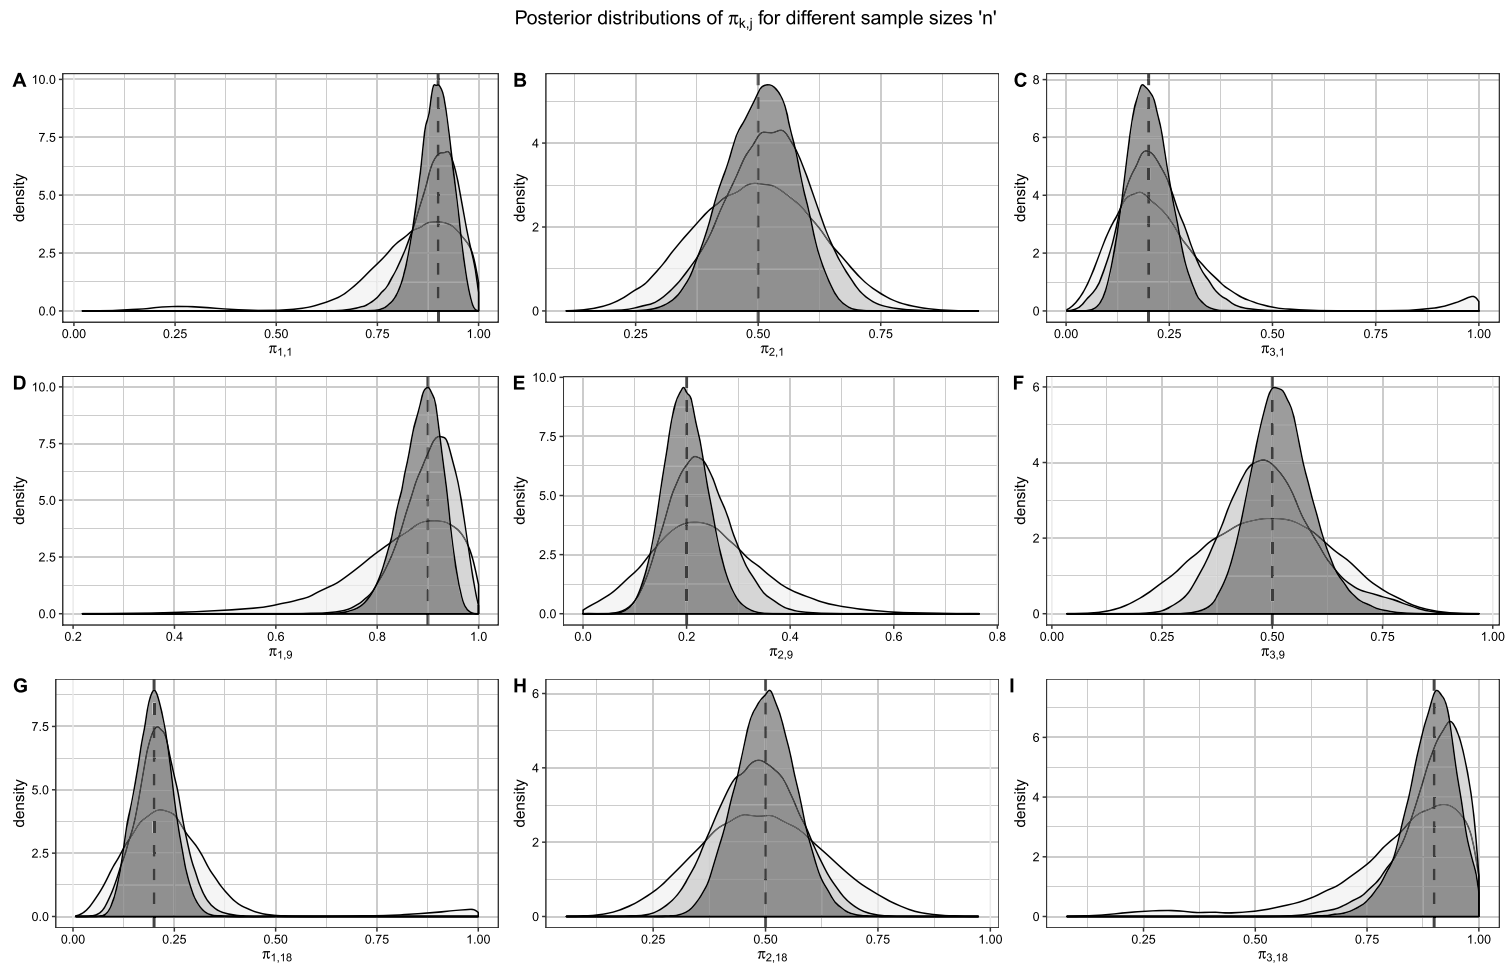 Posterior distributions of πk,j for different sample sizes 'n'
A
density
10.0
7.5
5.0
2.5
0.0
0.00 0.25 0.50 0.75 1.00
π1,1
B
density
4
2
0
0.25 0.50 0.75
π2,1
C
density
8
6
4
2
0
0.00 0.25 0.50 0.75 1.00
π3,1
D
density
10.0
7.5
5.0
2.5
0.0
0.2 0.4 0.6 0.8 1.0
π1,9
E
density
10.0
7.5
5.0
2.5
0.0
0.0 0.2 0.4 0.6 0.8
π2,9
F
density
6
4
2
0
0.00 0.25 0.50 0.75 1.00
π3,9
G
density
7.5
5.0
2.5
0.0
0.00 0.25 0.50 0.75 1.00
π1,18
H
density
6
4
2
0
0.25 0.50 0.75 1.00
π2,18
I
density
6
4
2
0
0.25 0.50 0.75 1.00
π3,18